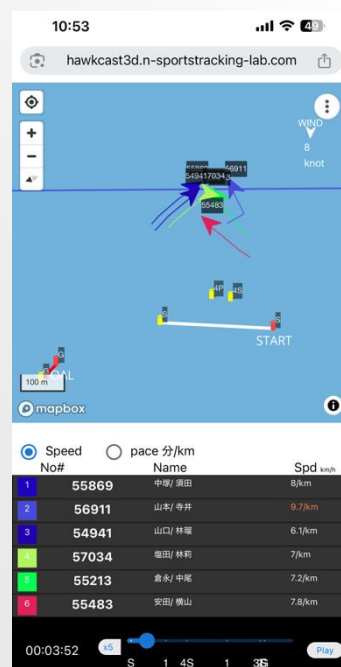 10:53
49
hawkcast3d.n-sportstracking-lab.com
WIND
8
knot
56911
549417034
55483
4P
4S
S
S
START
G
100 m
mapbox
Speed
pace 分/km
No#
Name
Spd km/h
1 55869 中塚/ 須田 8/km
2 56911 山本/ 寺井 9.7/km
3 54941 山口/ 林瑠 6.1/km
4 57034 塩田/ 林莉 7/km
5 55213 倉永/ 中尾 7.2/km
6 55483 安田/ 横山 7.8/km
00:03:52
x5
Play
S 1 4S 1